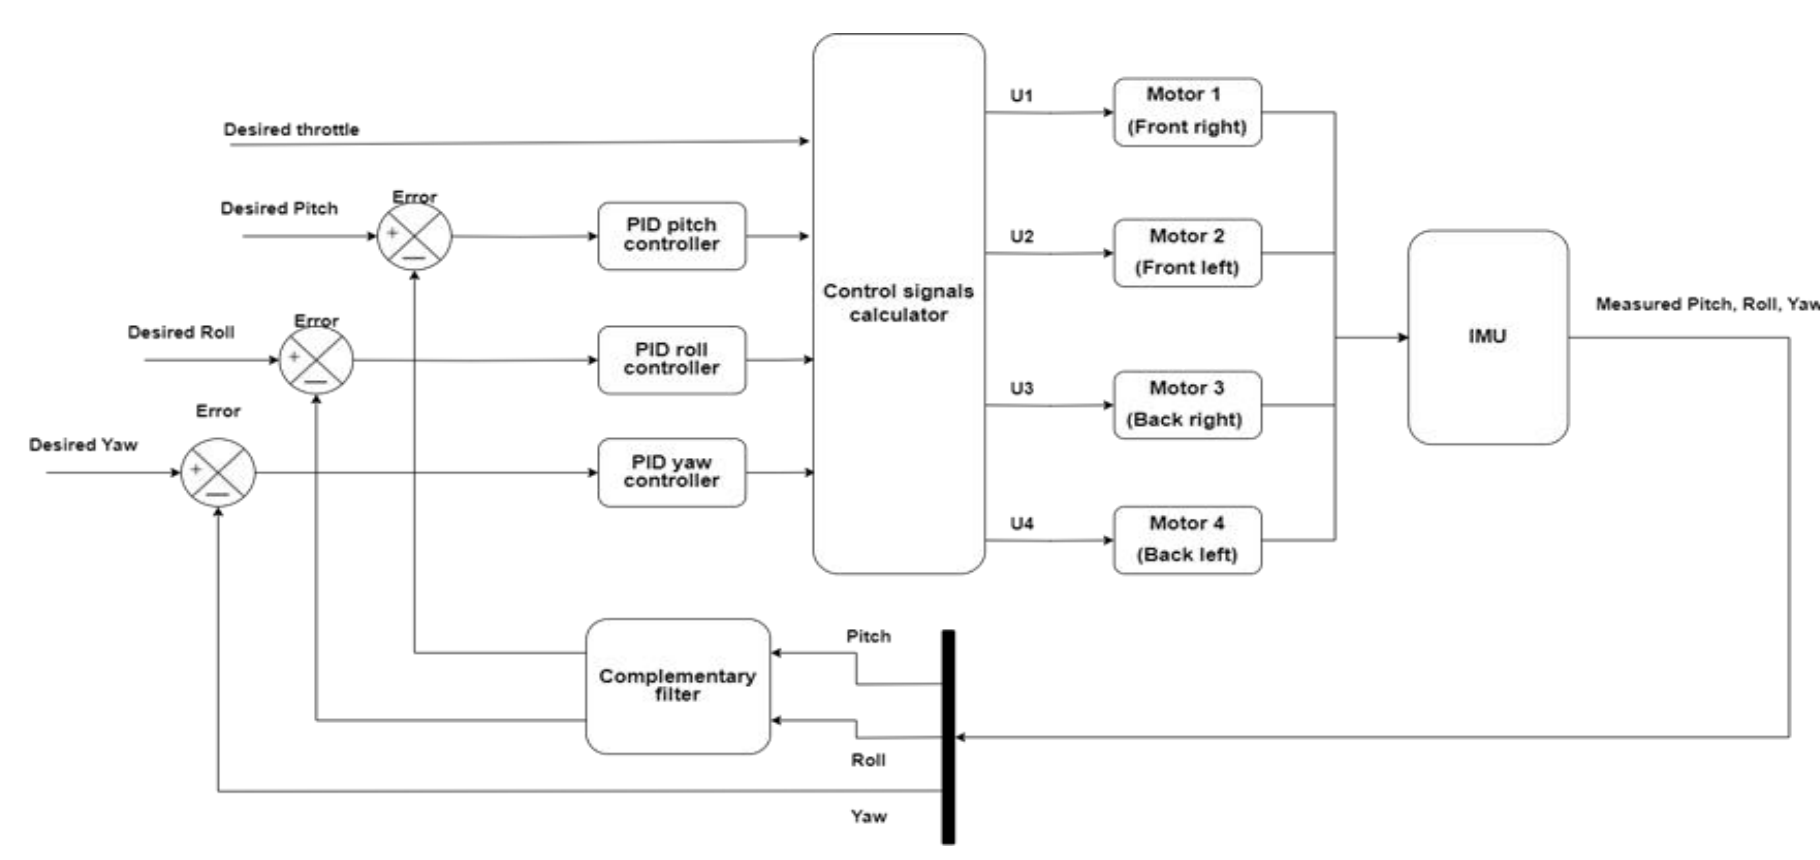 U1
Motor 1
(Front right)
Desired throttle
Error
Desired Pitch
+
PID pitch
controller
U2
Motor 2
(Front left)
Control signals
calculator
Measured Pitch, Roll, Yaw
Error
Desired Roll
+
PID roll
controller
IMU
U3
Motor 3
(Back right)
Error
Desired Yaw
+
PID yaw
controller
U4
Motor 4
(Back left)
Pitch
Complementary
filter
Roll
Yaw